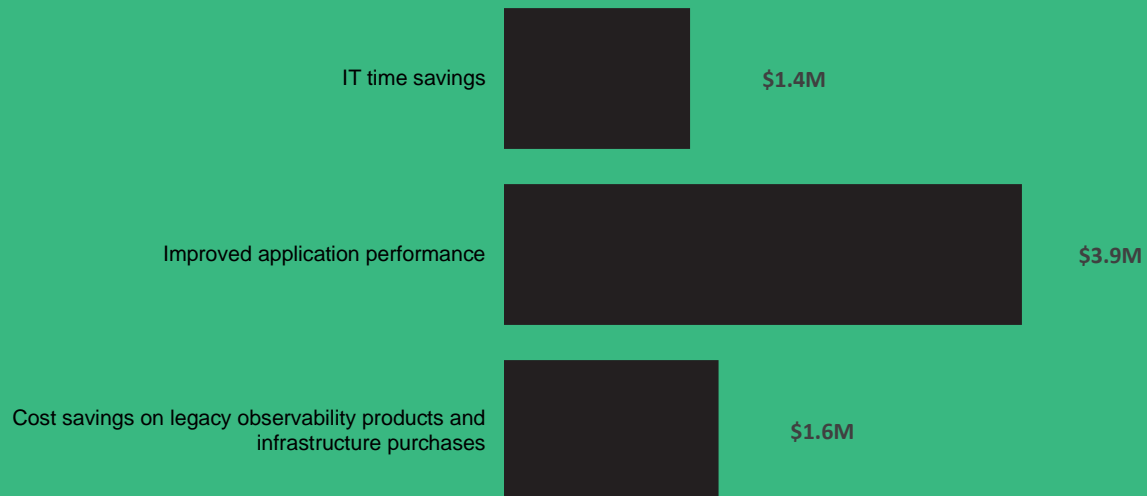 IT time savings
$1.4M
Improved application performance
$3.9M
Cost savings on legacy observability products and
infrastructure purchases
$1.6M